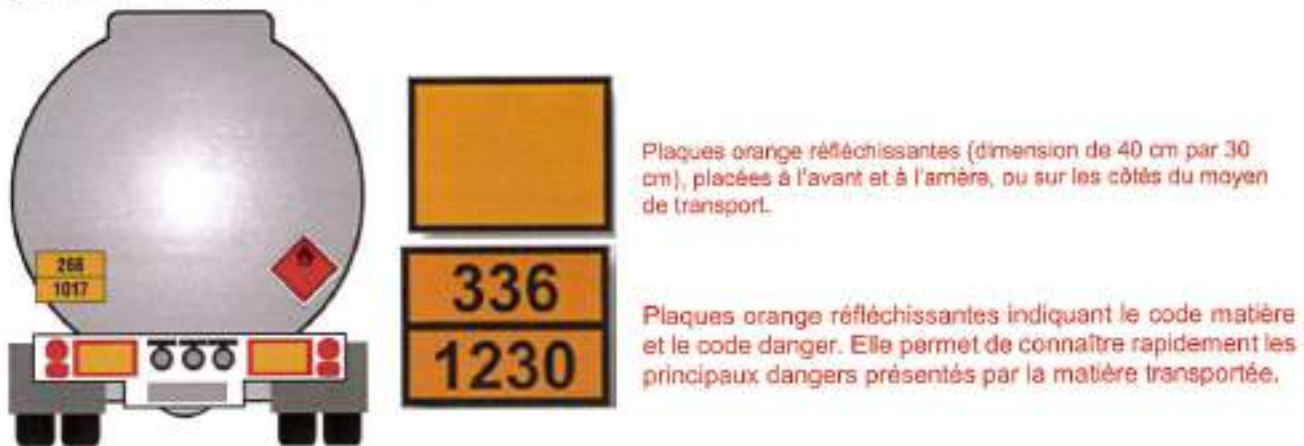 Plaques orange réfléchissantes (dimension de 40 cm par 30
cm), placées à l'avant et à l'arrière, ou sur les côtés du moyen
de transport.
266
1017
336
1230
Plaques orange réfléchissantes indiquant le code matière
et le code danger. Elle permet de connaître rapidement les
principaux dangers présentés par la matière transportée.